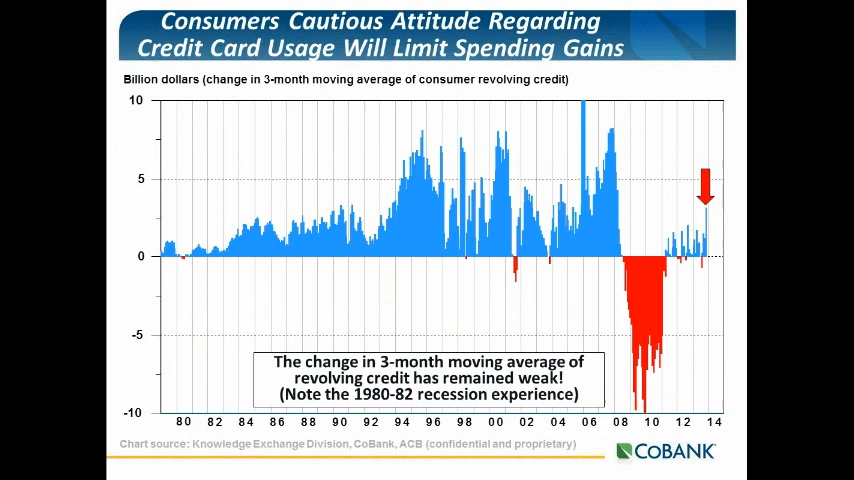 Consumers Cautious Attitude Regarding
Credit Card Usage Will Limit Spending Gains
Billion dollars (change in 3-month moving average of consumer revolving credit)
10
5
0
-5
-10
The change in 3-month moving average of
revolving credit has remained weak!
(Note the 1980-82 recession experience)
80 82 84 86 88 90 92 94 96 98 00 02 04 06 08 10 12 14
Chart source: Knowledge Exchange Division, CoBank, ACB (confidential and proprietary)
COBANK